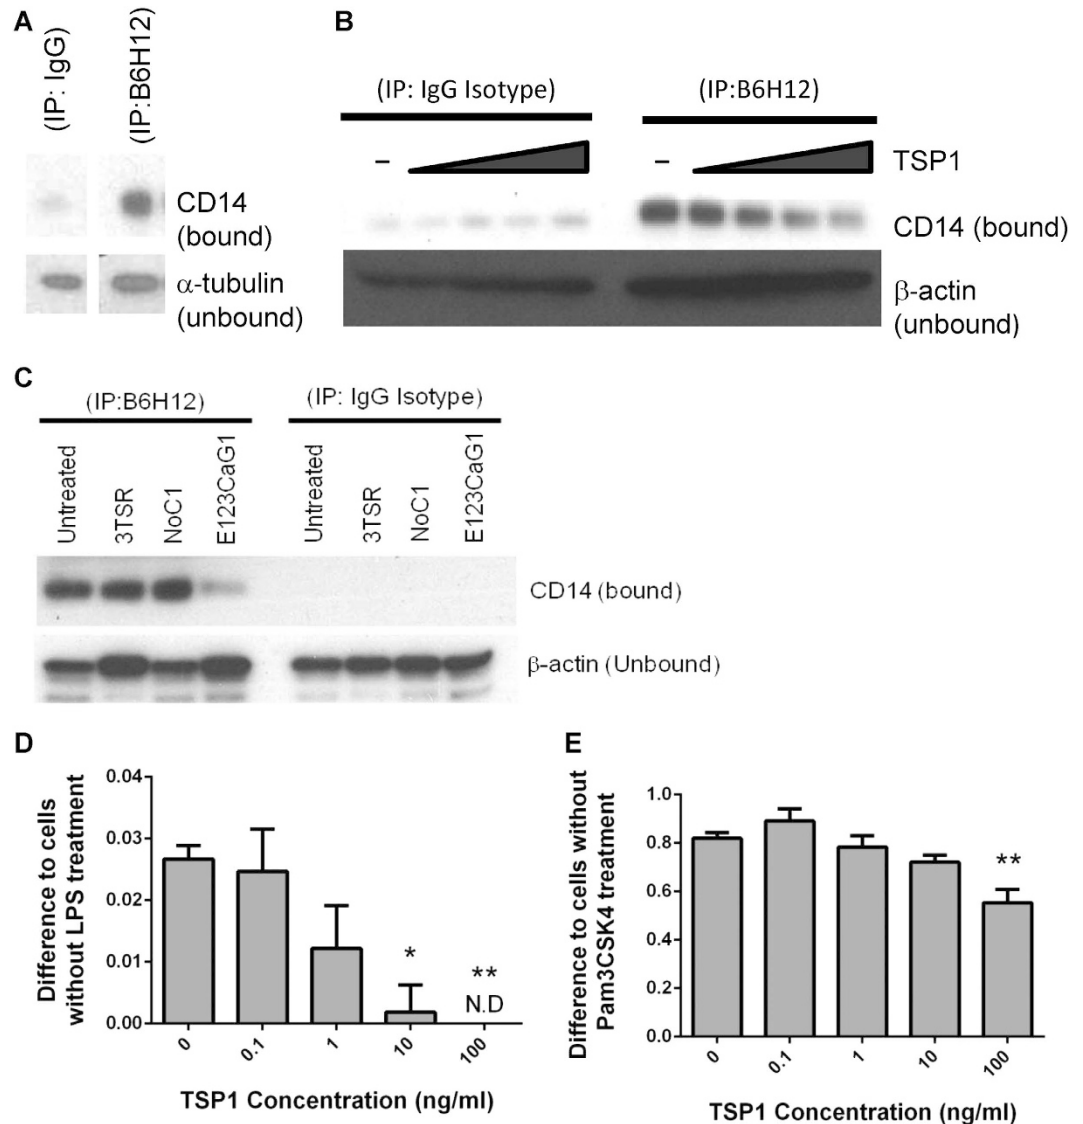 A
(IP: IgG)
(IP:B6H12)
CD14
(bound)
α-tubulin
(unbound)
B
(IP: IgG Isotype)
(IP:B6H12)
–
–
TSP1
CD14 (bound)
β-actin
(unbound)
C
(IP:B6H12)
(IP: IgG Isotype)
Untreated
3TSR
NoC1
E123CaG1
Untreated
3TSR
NoC1
E123CaG1
CD14 (bound)
β-actin (Unbound)
D
Difference to cells
without LPS treatment
0.04
0.03
0.02
0.01
0.00
*
**
N.D
0
0.1
1
10
100
TSP1 Concentration (ng/ml)
E
Difference to cells without
Pam3CSK4 treatment
1.0
0.8
0.6
0.4
0.2
0.0
**
0
0.1
1
10
100
TSP1 Concentration (ng/ml)